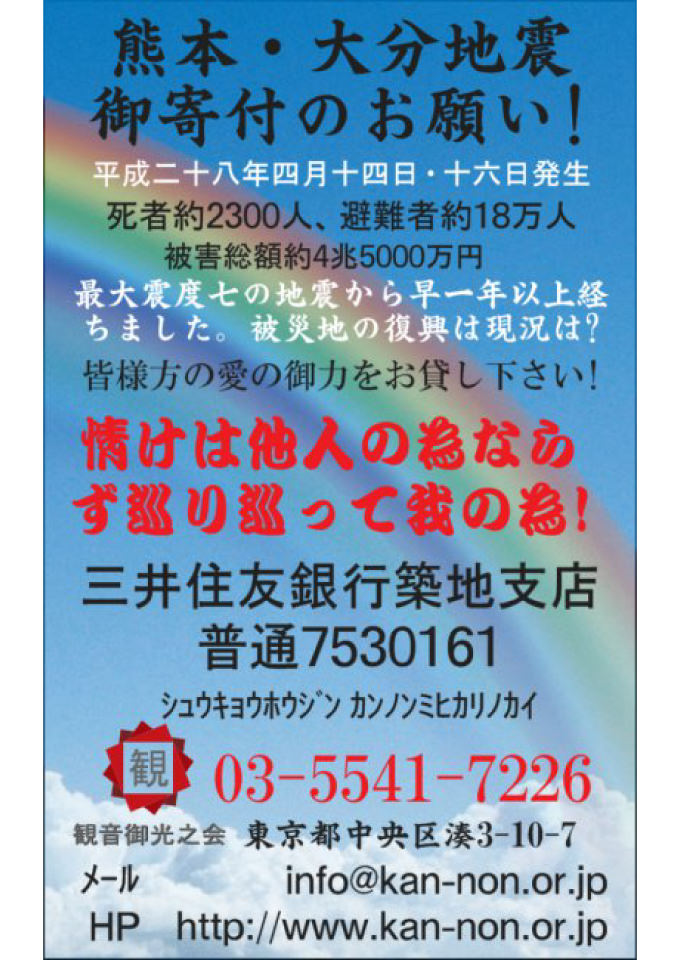 熊本・大分地震
御寄付のお願い!
平成二十八年四月十四日・十六日発生
死者約2300人、避難者約18万人
被害総額約4兆5000万円
最大震度七の地震から早一年以上経
ちました。被災地の復興は現況は?
皆様方の愛の御力をお貸し下さい!
情けは他人の為なら
ず巡り巡って我の為!
三井住友銀行築地支店
普通7530161
シュウキョウホウジン カンノンミヒカリノカイ
観
03-5541-7226
観音御光之会 東京都中央区湊3-10-7
メール info@kan-non.or.jp
HP http://www.kan-non.or.jp